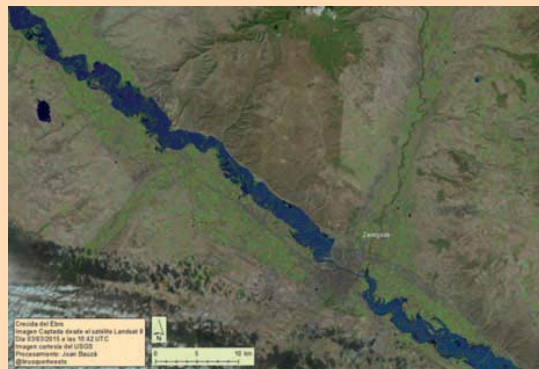 Zaragoza
Crecida del Ebro
Imagen Captada desde el satélite Landsat 8
Día 03/03/2015 a las 10:42 UTC
Imagen cortesía del USGS
Procesamiento: Joan Bauzà
N
0 5 10 km